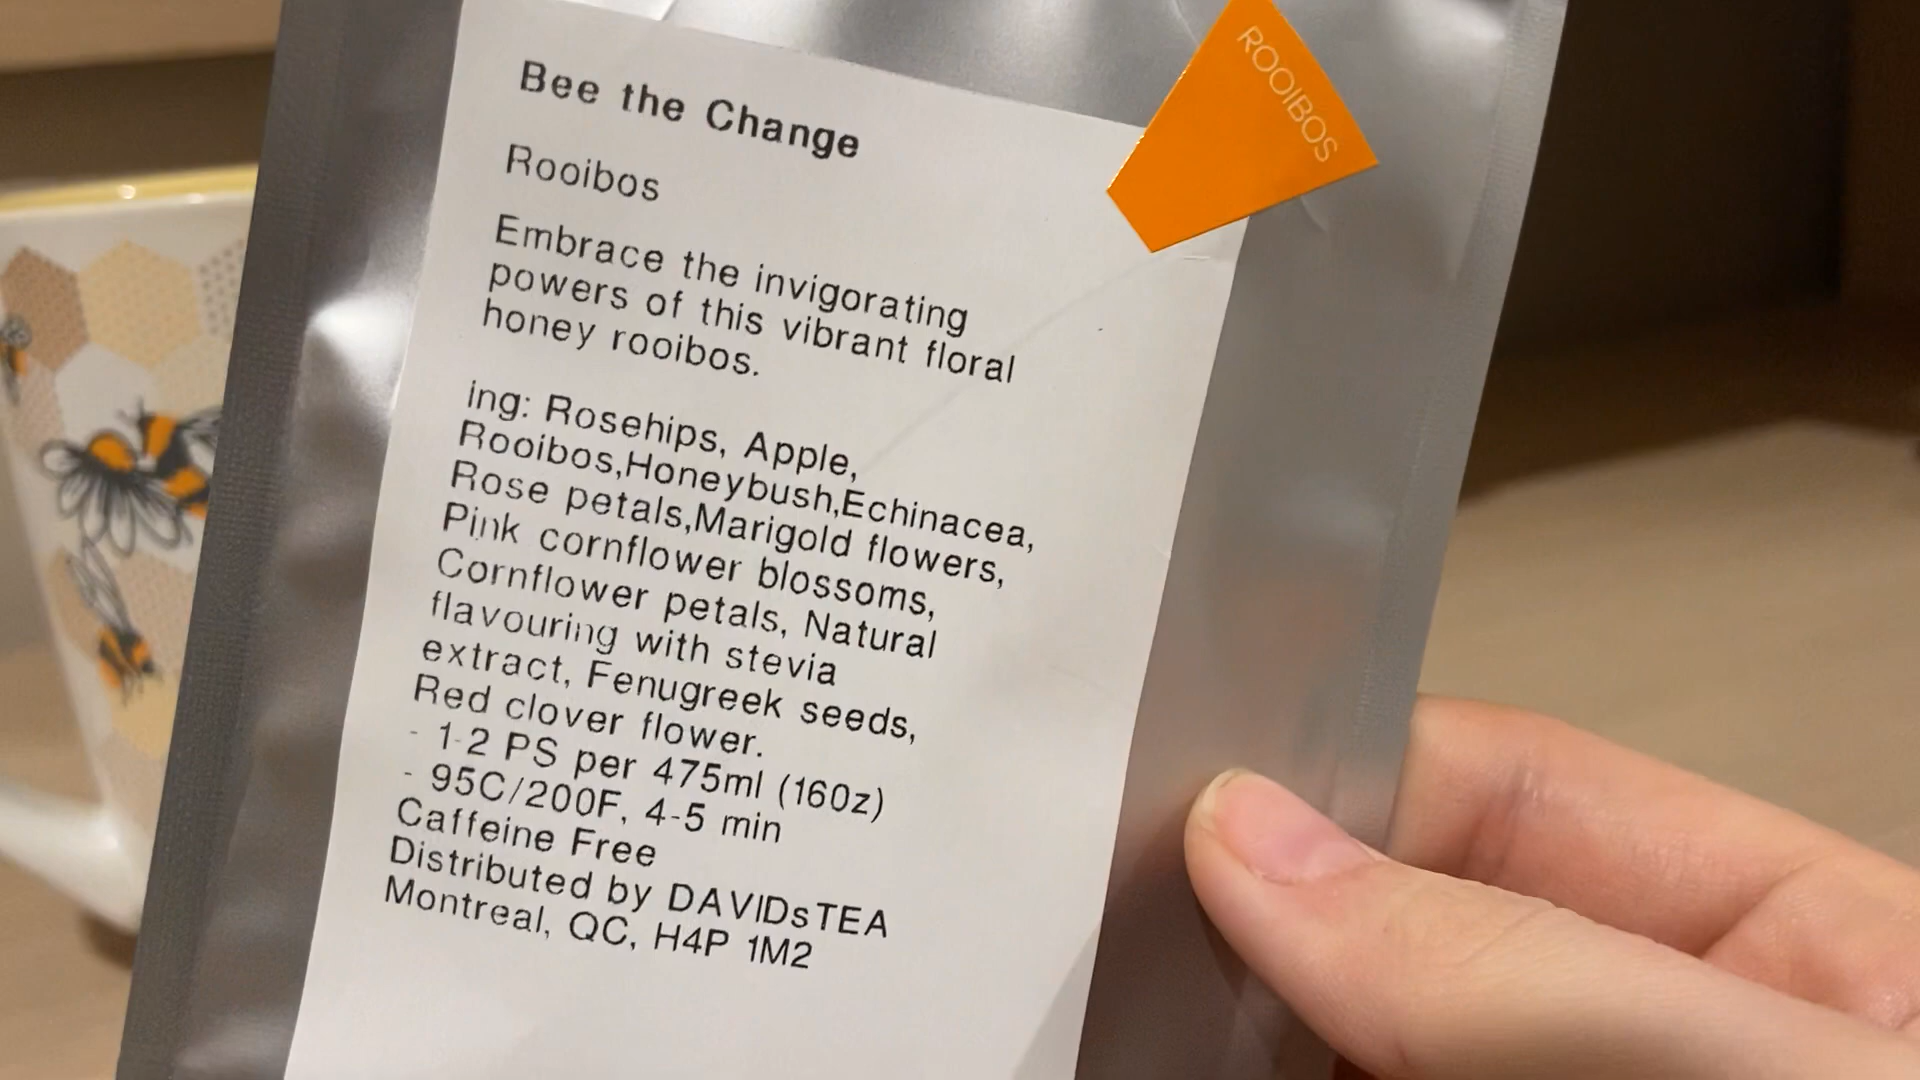 Bee the Change
ROOIBOS
Rooibos
Embrace the invigorating
powers of this vibrant floral
honey rooibos.
ing: Rosehips, Apple,
Rooibos,Honeybush,Echinacea,
Rose petals,Marigold flowers,
Pink cornflower blossoms,
Cornflower petals, Natural
flavouring with stevia
extract, Fenugreek seeds,
Red clover flower.
- 1-2 PS per 475ml (16oz)
- 95C/200F, 4-5 min
Caffeine Free
Distributed by DAVIDsTEA
Montreal, QC, H4P 1M2